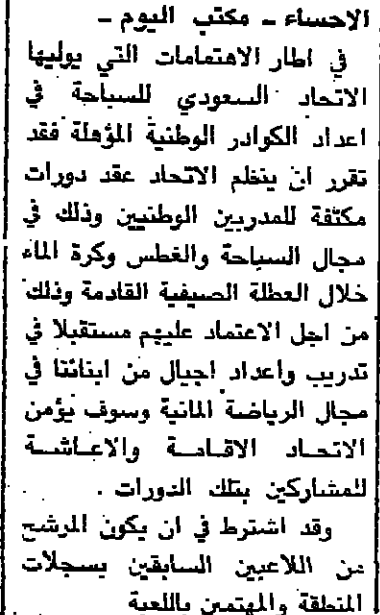 الاحساء ـ مكتب اليوم ـ
في اطار الاهتمامات التي يوليها
الاتحاد السعودي للسباحة في
اعداد الكوادر الوطنية المؤهلة فقد
تقرر ان ينظم الاتحاد عقد دورات
مكثفة للمدربين الوطنيين وذلك في
مجال السباحة والغطس وكرة الماء
خلال العطلة الصيفية القادمة وذلك
من اجل الاعتماد عليهم مستقبلا في
تدريب واعداد اجيال من ابنائنا في
مجال الرياضة المائية وسوف يؤمن
الاتحاد الاقامة والاعاشة
للمشاركين بتلك الدورات .
وقد اشترط في ان يكون المرشح
من اللاعبين السابقين بسجلات
المنطقة والمهتمين باللعبة